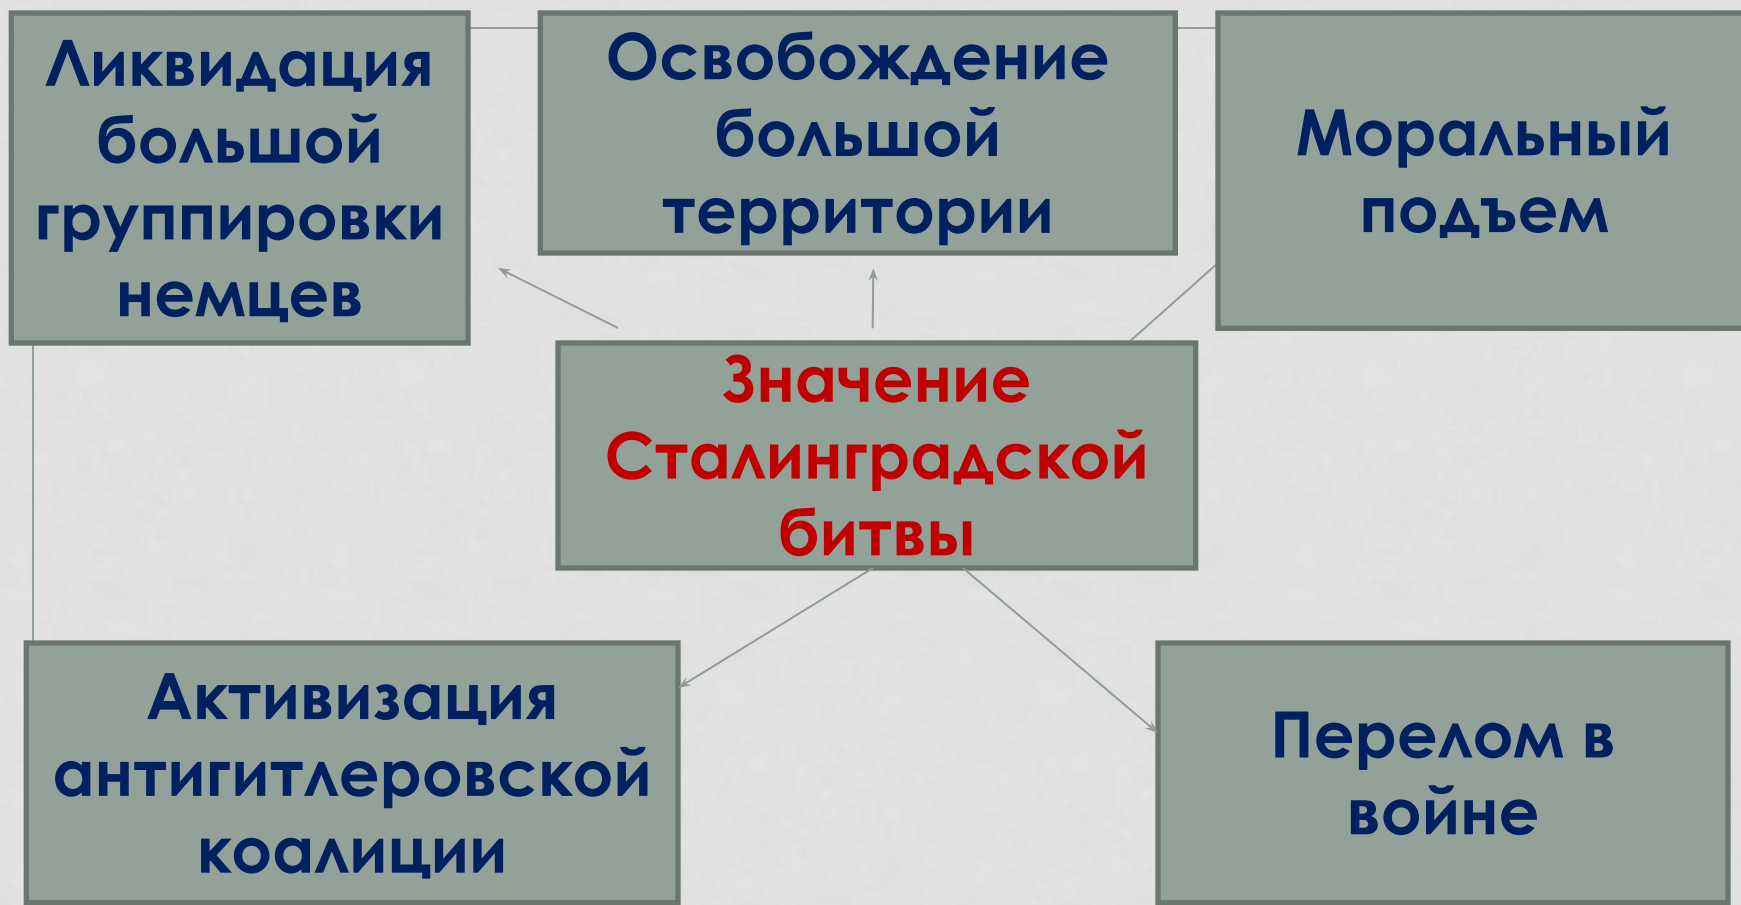 Ликвидация
большой
группировки
немцев
Освобождение
большой
территории
Моральный
подъем
Значение
Сталинградской
битвы
Активизация
антигитлеровской
коалиции
Перелом в
войне